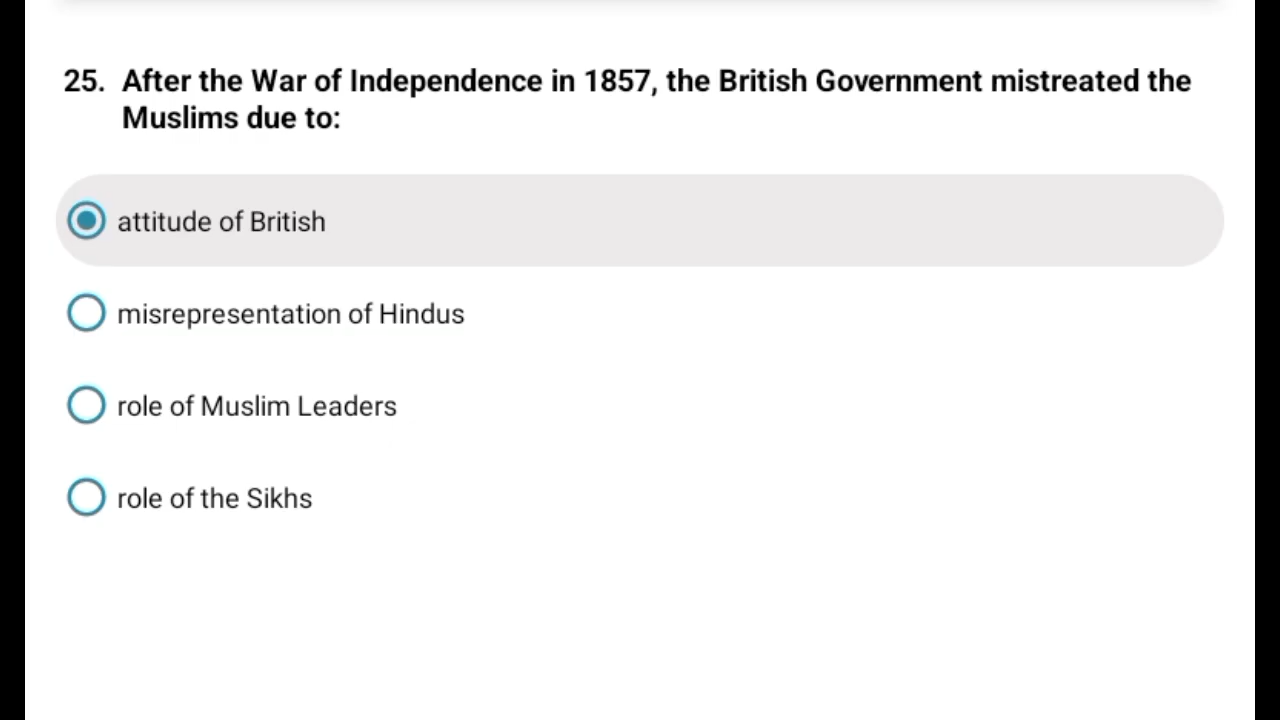 25. After the War of Independence in 1857, the British Government mistreated the
Muslims due to:
attitude of British
misrepresentation of Hindus
role of Muslim Leaders
role of the Sikhs